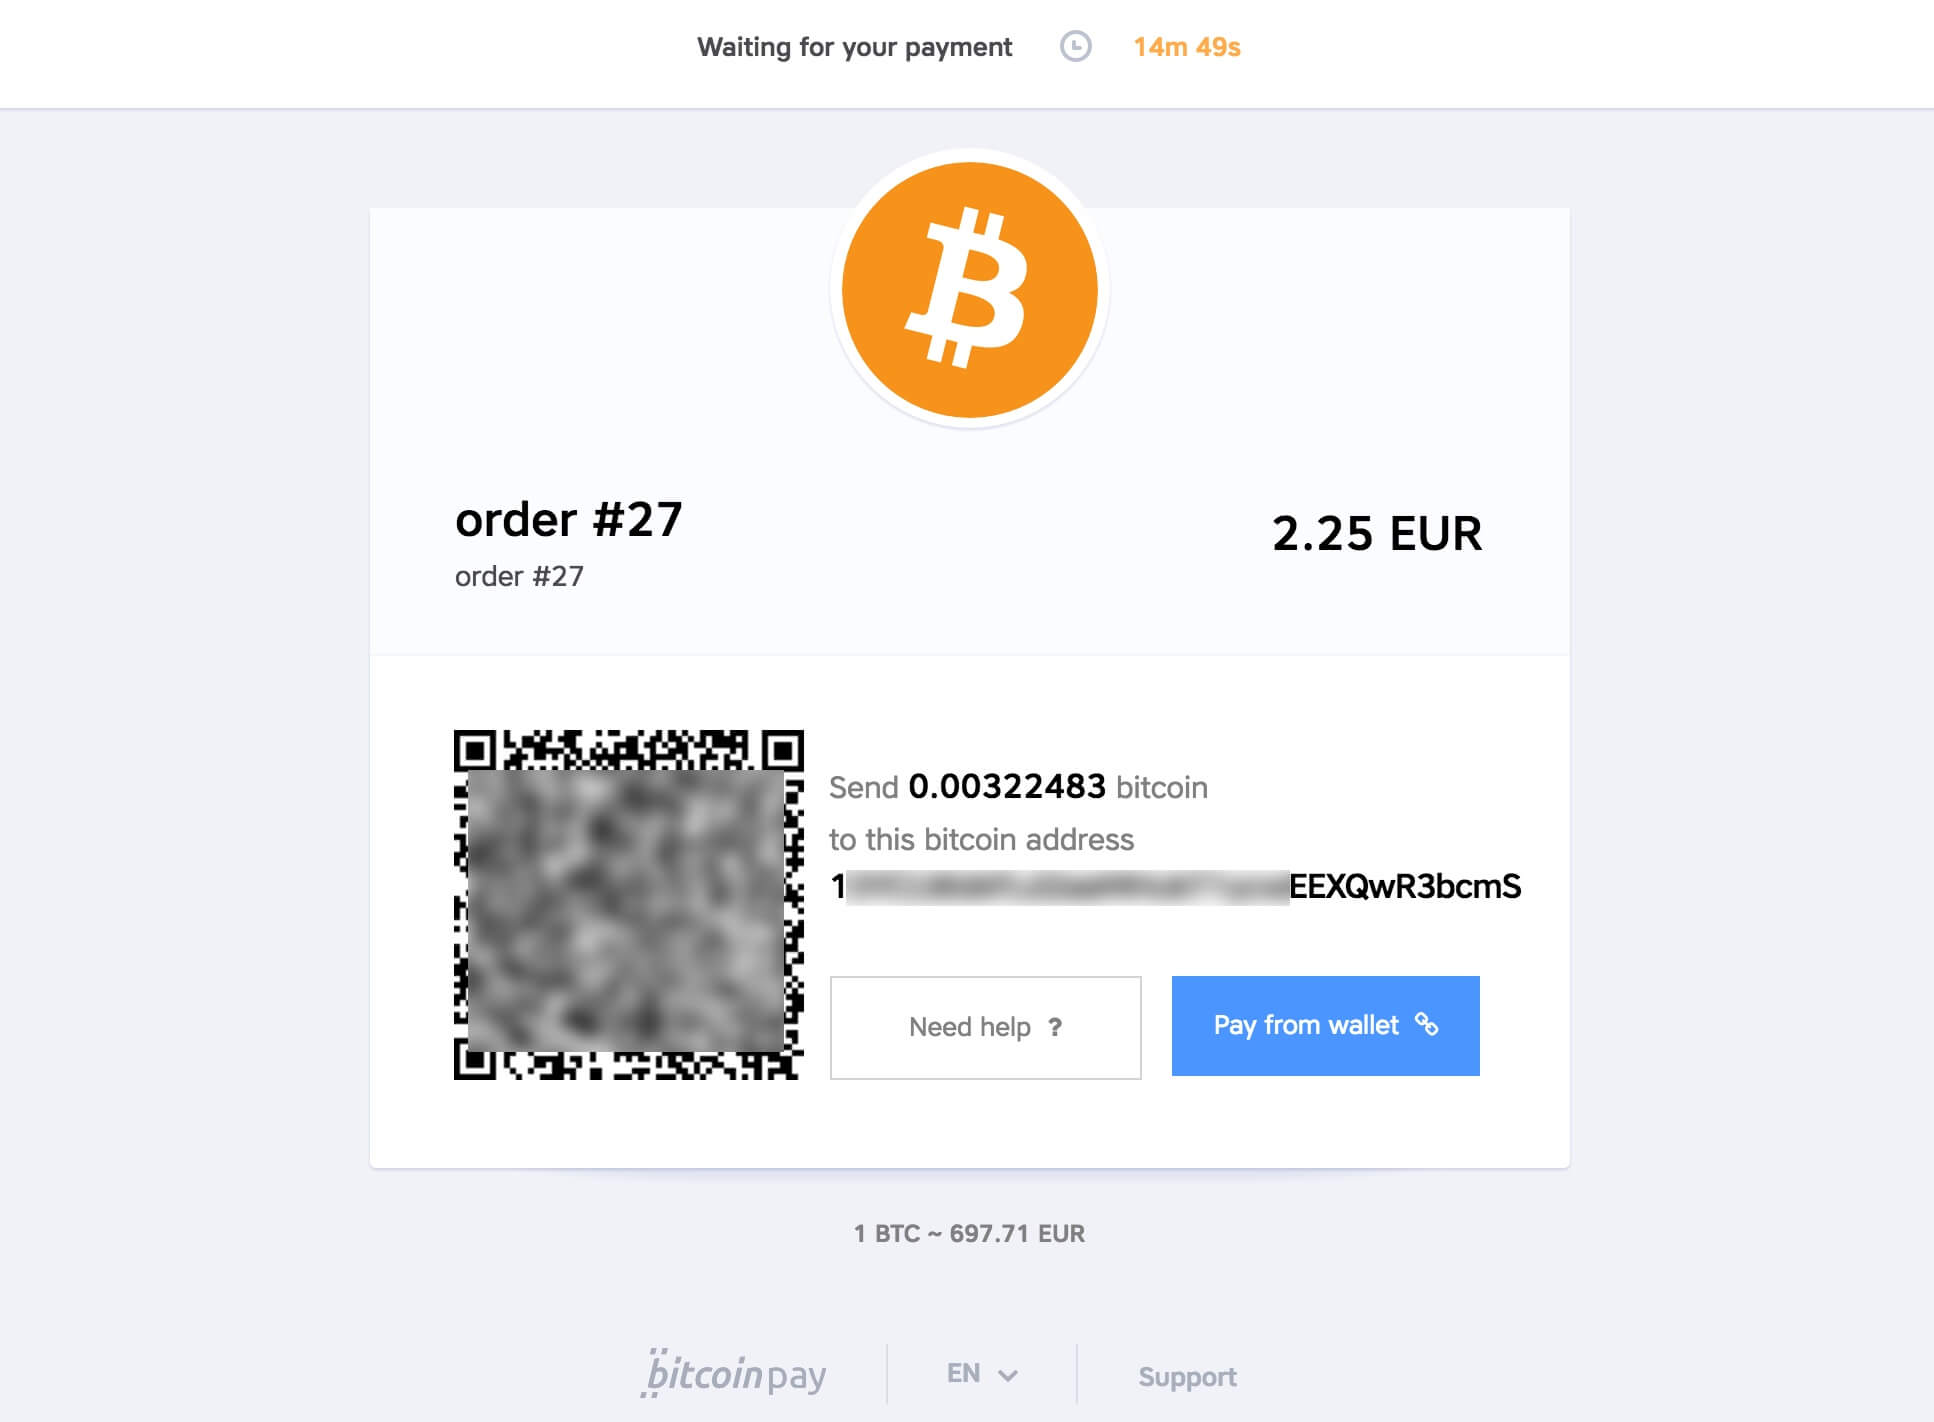 Waiting for your payment 14m 49s
order #27
2.25 EUR
order #27
Send 0.00322483 bitcoin
to this bitcoin address
1 EEXQwR3bcmS
Need help ?
Pay from wallet
1 BTC ~ 697.71 EUR
bitcoinpay
EN
Support